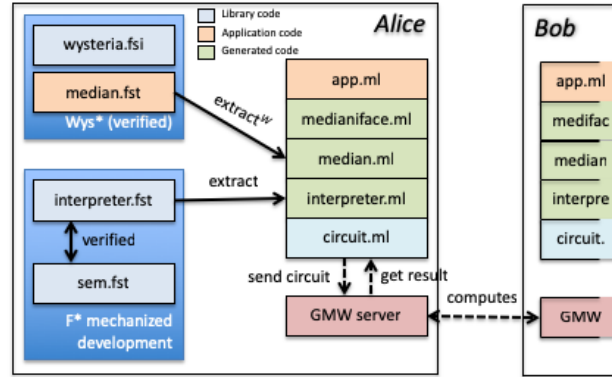 Library code
Application code
Generated code
Alice
wysteria.fsi
median.fst
Wys* (verified)
extractᵂ
interpreter.fst
extract
verified
sem.fst
F* mechanized
development
app.ml
medianiface.ml
median.ml
interpreter.ml
circuit.ml
send circuit
get result
GMW server
computes
Bob
app.ml
medifac
median
interpre
circuit.
GMW